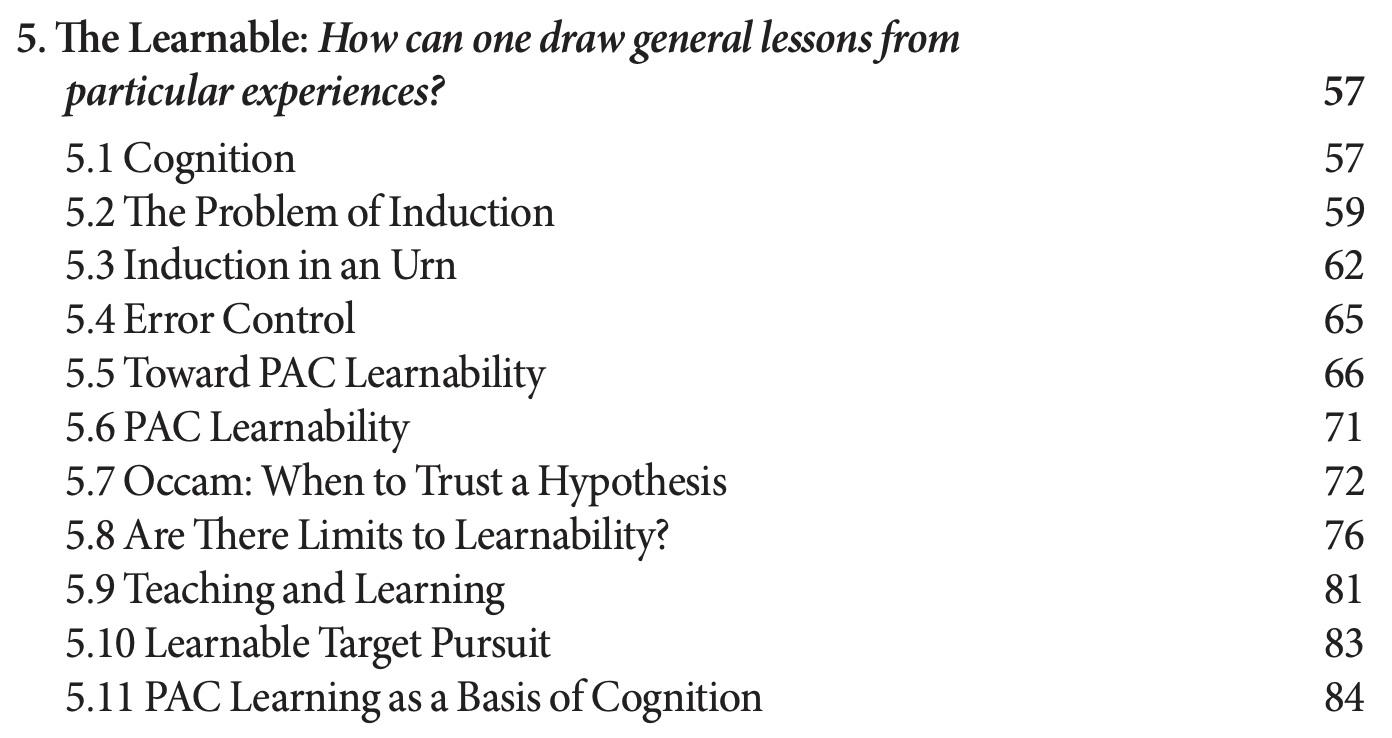 5. The Learnable: How can one draw general lessons from
particular experiences? 57
5.1 Cognition 57
5.2 The Problem of Induction 59
5.3 Induction in an Urn 62
5.4 Error Control 65
5.5 Toward PAC Learnability 66
5.6 PAC Learnability 71
5.7 Occam: When to Trust a Hypothesis 72
5.8 Are There Limits to Learnability? 76
5.9 Teaching and Learning 81
5.10 Learnable Target Pursuit 83
5.11 PAC Learning as a Basis of Cognition 84